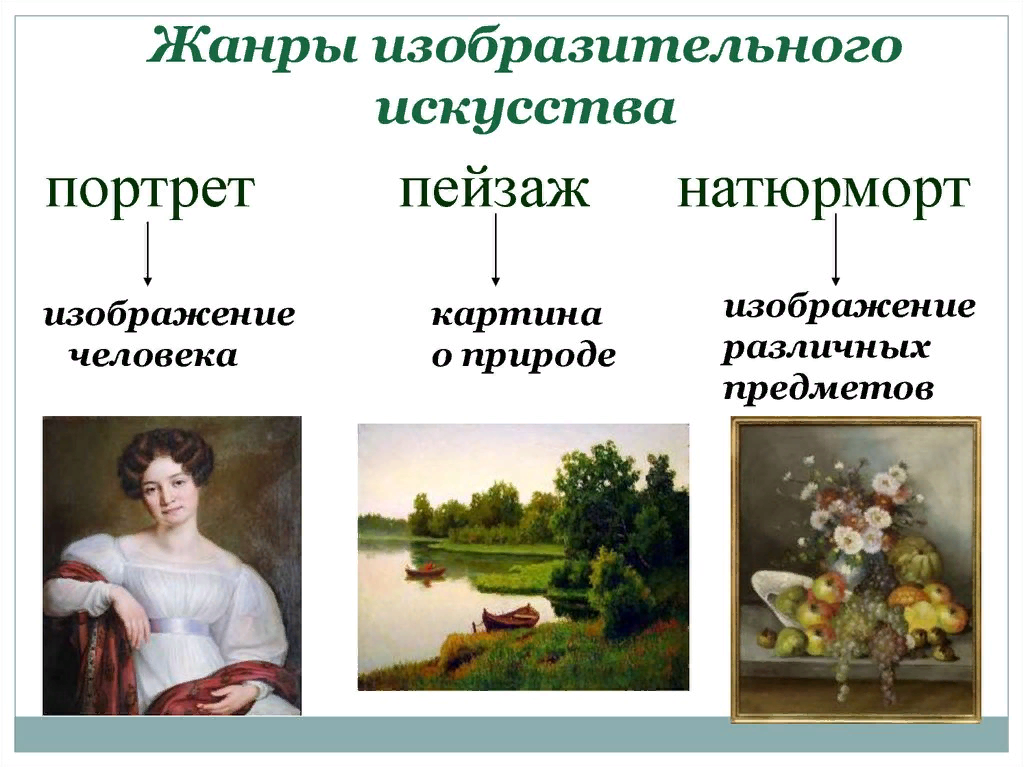 Жанры изобразительного
искусства
портрет
пейзаж
натюрморт
изображение
человека
картина
о природе
изображение
различных
предметов